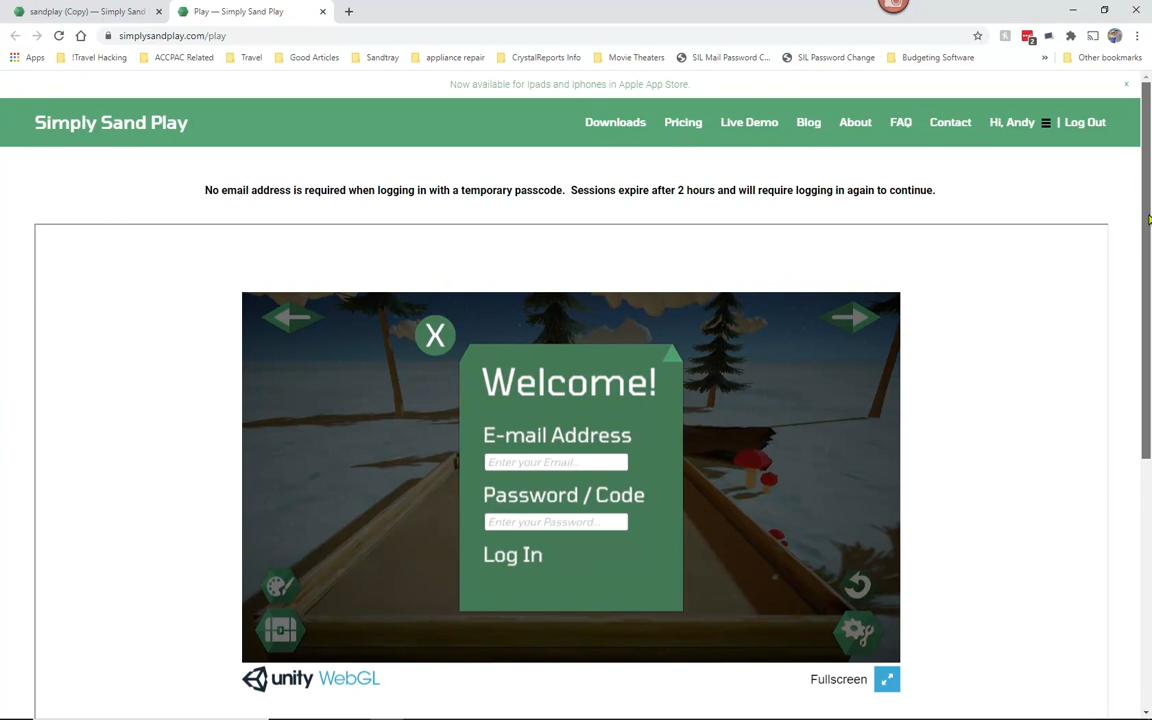 sandplay (Copy) — Simply Sand
Play — Simply Sand Play
simplysandplay.com/play
2
Apps
!Travel Hacking
ACCPAC Related
Travel
Good Articles
Sandtray
appliance repair
CrystalReports Info
Movie Theaters
SIL Mail Password C...
SIL Password Change
Budgeting Software
»
Other bookmarks
Now available for Ipads and Iphones in Apple App Store.
x
Simply Sand Play
Downloads
Pricing
Live Demo
Blog
About
FAQ
Contact
Hi, Andy
| Log Out
No email address is required when logging in with a temporary passcode. Sessions expire after 2 hours and will require logging in again to continue.
X
Welcome!
E-mail Address
Enter your Email...
Password / Code
Enter your Password...
Log In
unity WebGL
Fullscreen